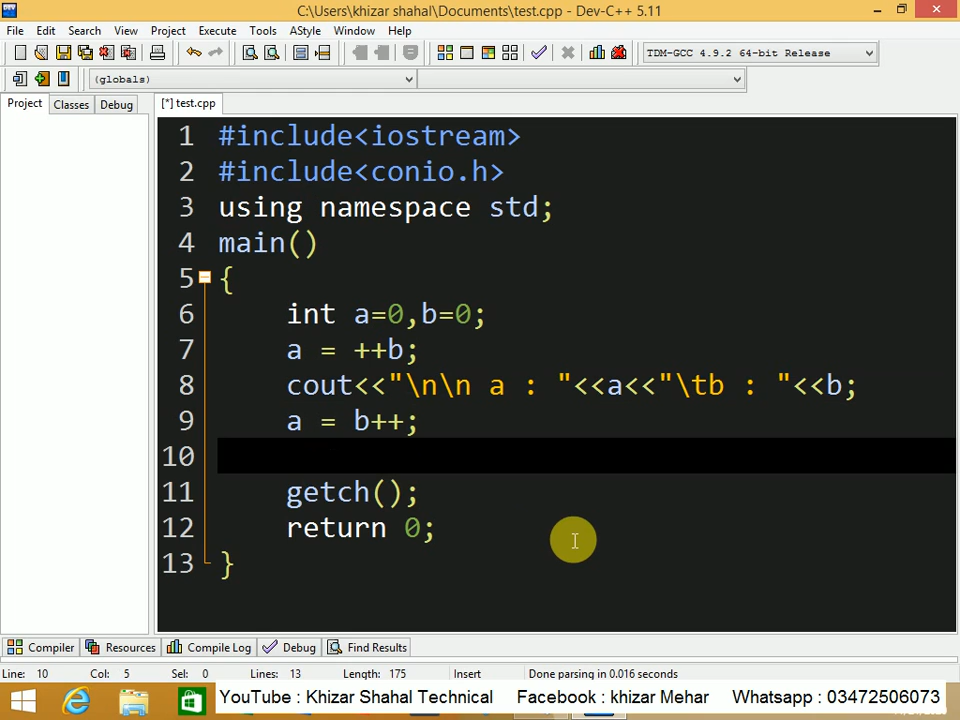 C:\Users\khizar shahal\Documents\test.cpp - Dev-C++ 5.11
File Edit Search View Project Execute Tools AStyle Window Help
TDM-GCC 4.9.2 64-bit Release
(globals)
Project Classes Debug [*] test.cpp
1 #include<iostream>
2 #include<conio.h>
3 using namespace std;
4 main()
5 {
6 int a=0,b=0;
7 a = ++b;
8 cout<<"\n\n a : "<<a<<"\tb : "<<b;
9 a = b++;
10
11 getch();
12 return 0;
13 }
Compiler Resources Compile Log Debug Find Results
Line: 10 Col: 5 Sel: 0 Lines: 13 Length: 175 Insert Done parsing in 0.016 seconds
YouTube : Khizar Shahal Technical Facebook : khizar Mehar Whatsapp : 03472506073